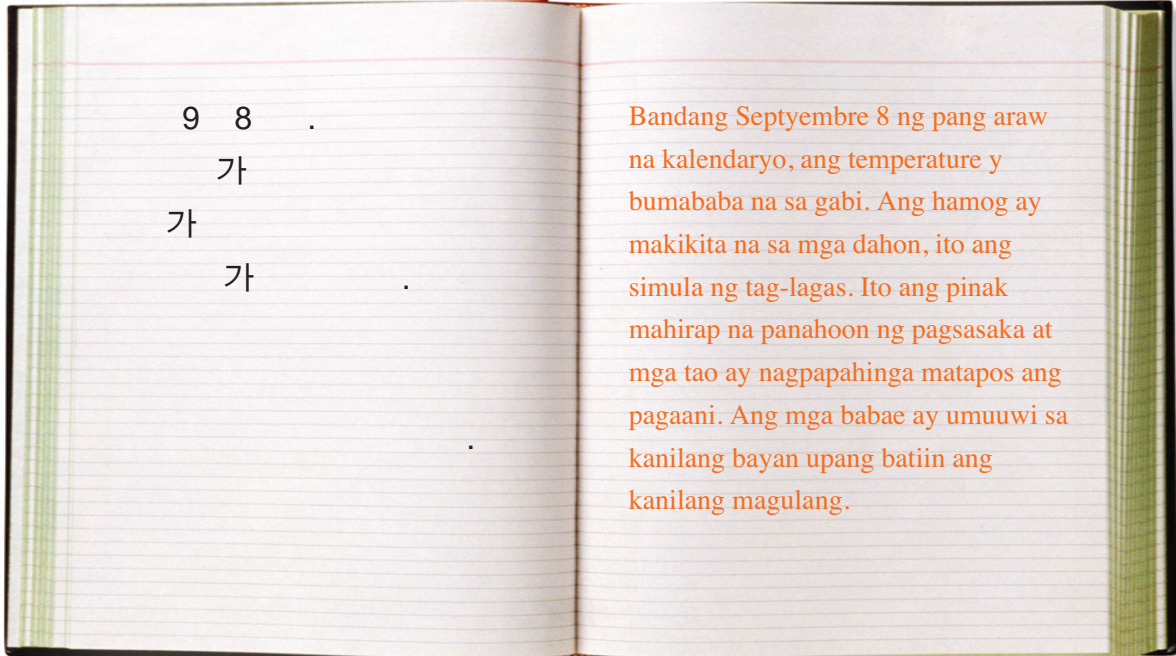 9 8 .
가
가
가 .
.
Bandang Septyembre 8 ng pang araw
na kalendaryo, ang temperature y
bumababa na sa gabi. Ang hamog ay
makikita na sa mga dahon, ito ang
simula ng tag-lagas. Ito ang pinak
mahirap na panahoon ng pagsasaka at
mga tao ay nagpapahinga matapos ang
pagaani. Ang mga babae ay umuuwi sa
kanilang bayan upang batiin ang
kanilang magulang.